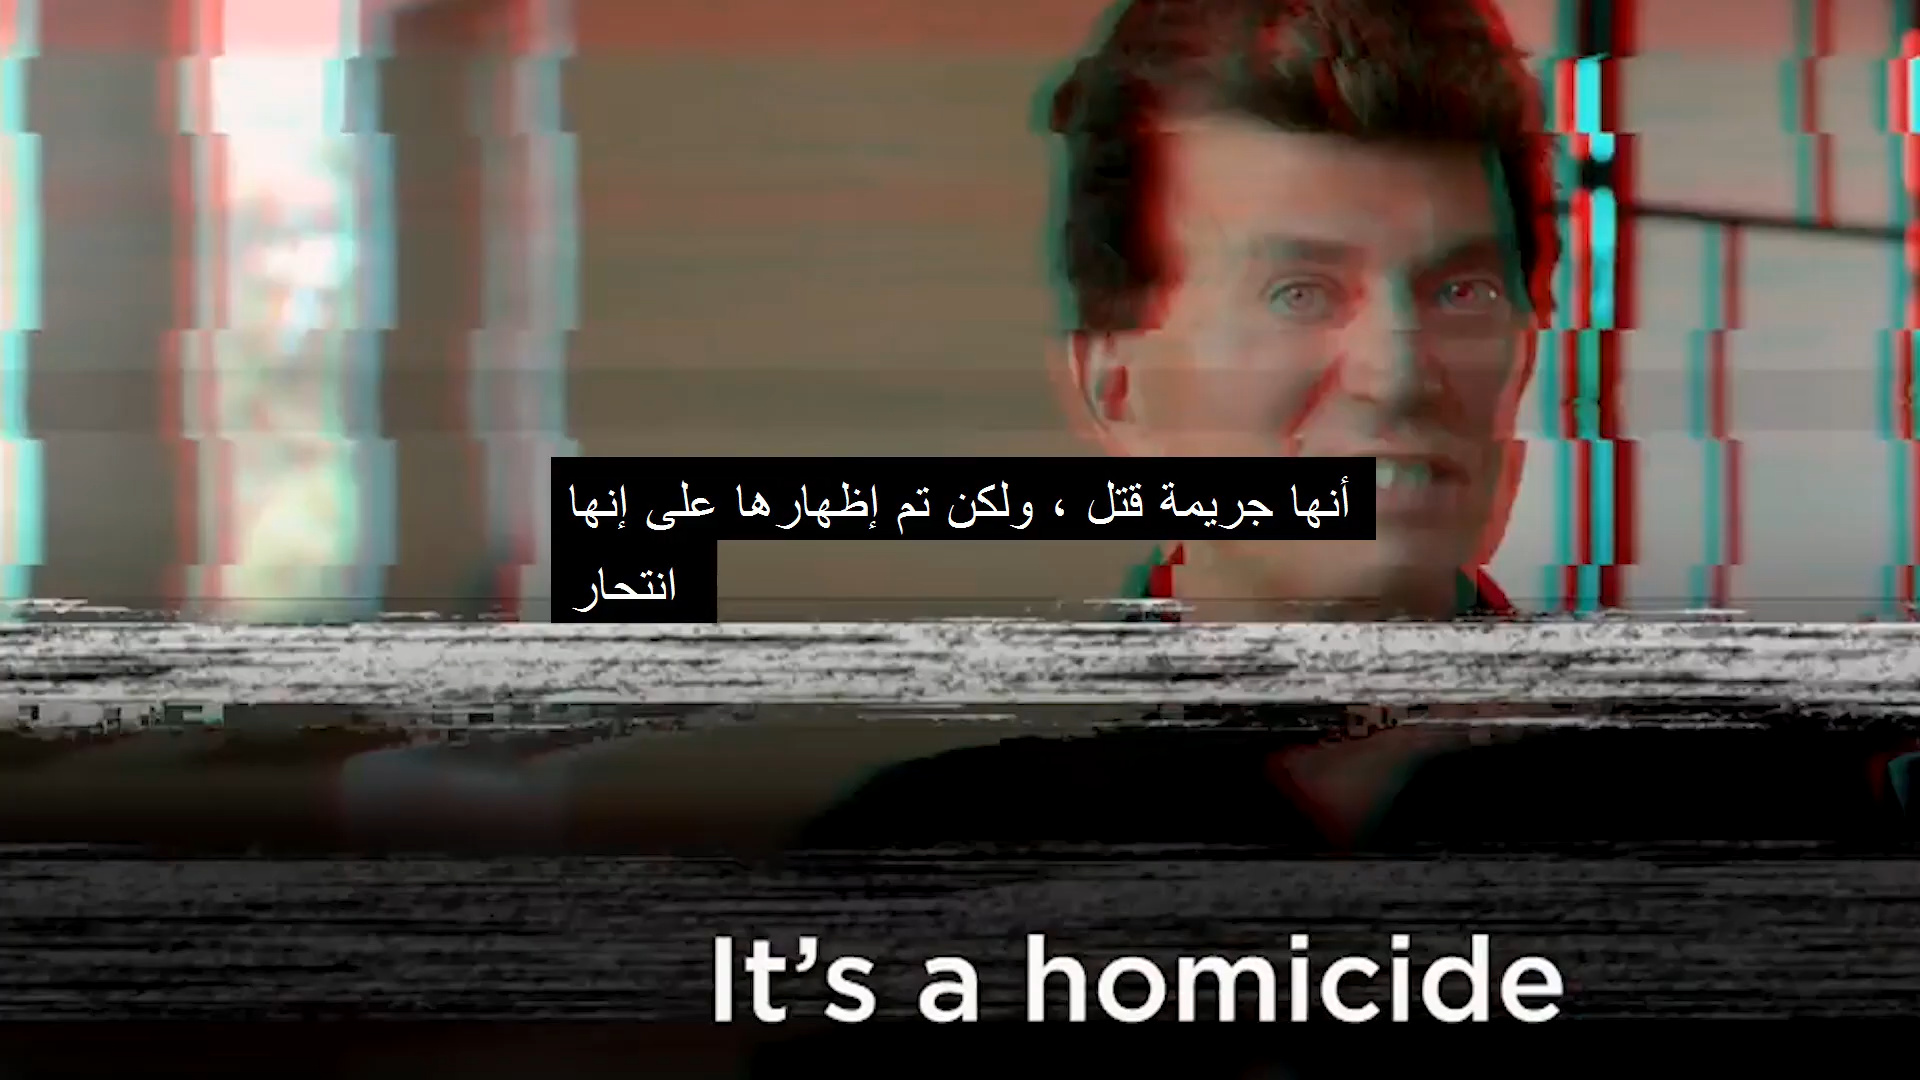 أنها جريمة قتل ، ولكن تم إظهارها على إنها
انتحار
It’s a homicide